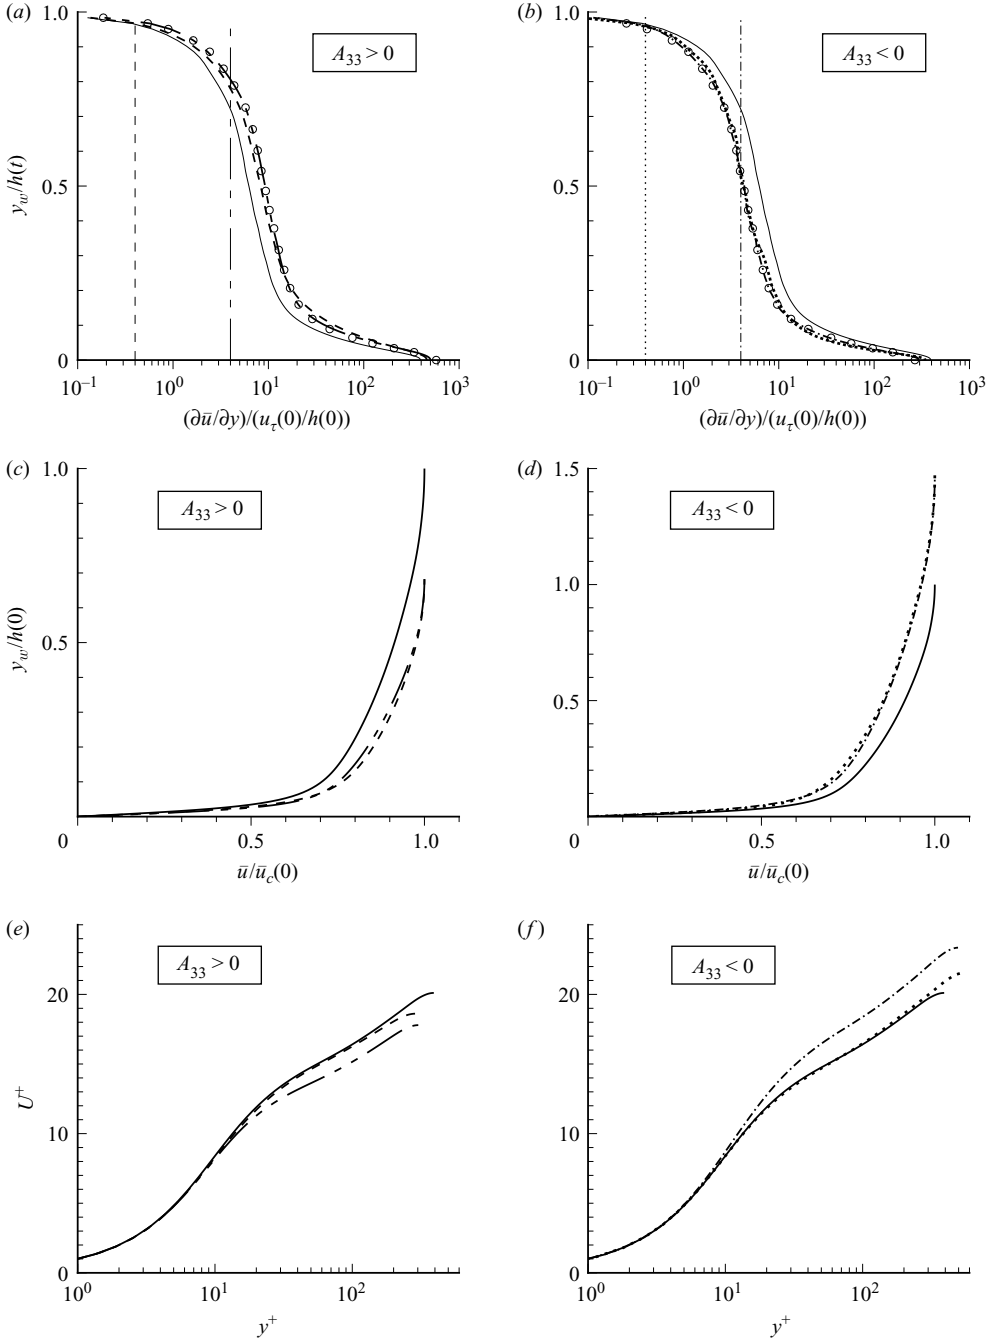 (a)
1.0
A33 > 0
0.5
yw/h(t)
0
10−1 100 101 102 103
(∂ū/∂y)/(uτ(0)/h(0))
(b)
1.0
A33 < 0
0.5
0
10−1 100 101 102 103
(∂ū/∂y)/(uτ(0)/h(0))
(c)
1.0
A33 > 0
yw/h(0)
0.5
0 0.5 1.0
ū/ūc(0)
(d)
1.5
A33 < 0
1.0
0.5
0 0.5 1.0
ū/ūc(0)
(e)
A33 > 0
20
U+
10
0
100 101 102
y+
(f)
A33 < 0
20
10
0
100 101 102
y+